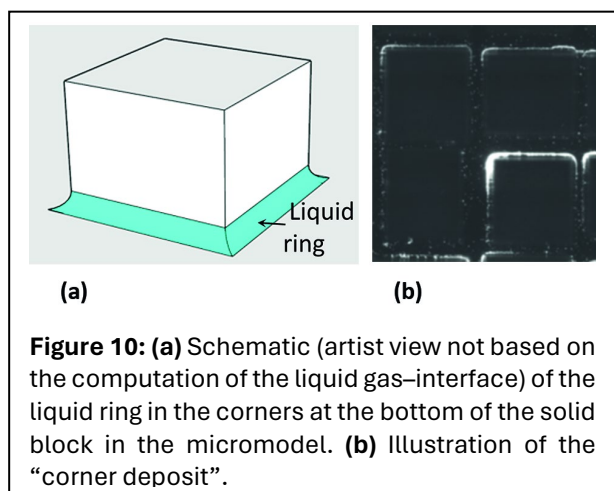 Liquid
ring
(a)
(b)
Figure 10: (a) Schematic (artist view not based on
the computation of the liquid gas–interface) of the
liquid ring in the corners at the bottom of the solid
block in the micromodel. (b) Illustration of the
“corner deposit”.